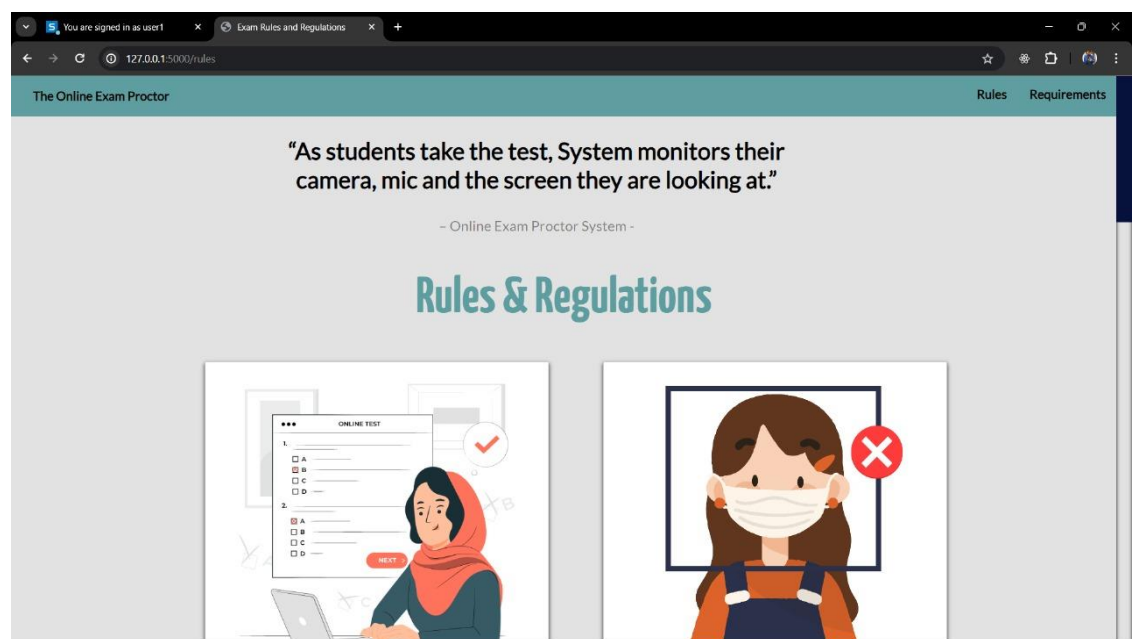 You are signed in as user1
Exam Rules and Regulations
127.0.0.1:5000/rules
The Online Exam Proctor
Rules
Requirements
“As students take the test, System monitors their
camera, mic and the screen they are looking at.”
– Online Exam Proctor System -
Rules & Regulations
ONLINE TEST
1.
A
B
C
D
2.
A
B
C
D
NEXT